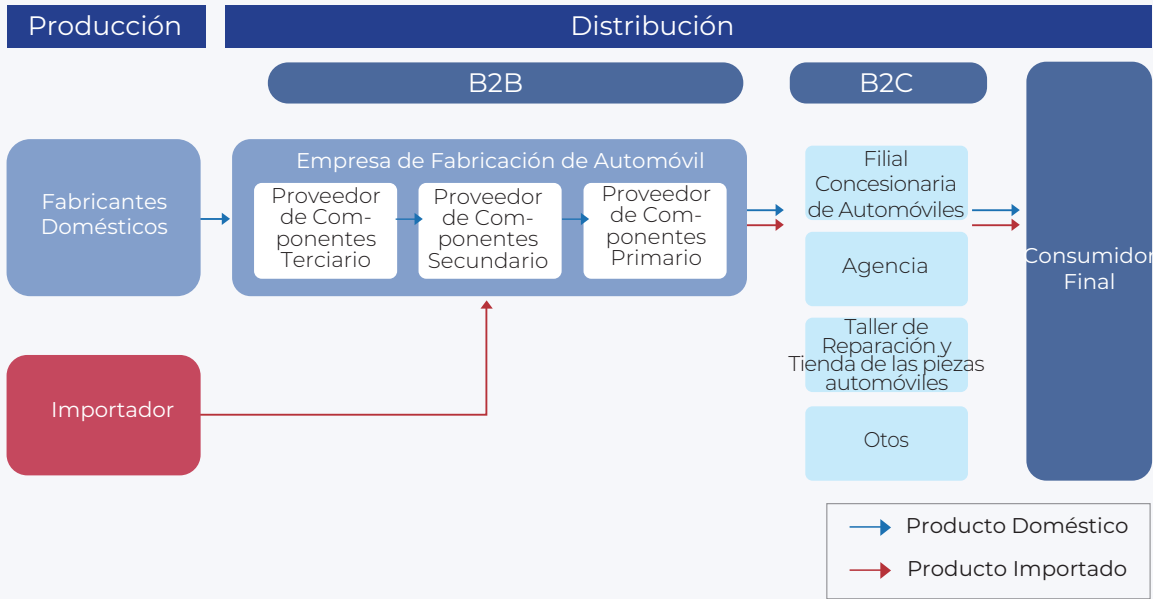 Producción
Distribución
B2B
B2C
Fabricantes
Domésticos
Empresa de Fabricación de Automóvil
Proveedor
de Com-
ponentes
Terciario
Proveedor
de Com-
ponentes
Secundario
Proveedor
de Com-
ponentes
Primario
Filial
Concesionaria
de Automóviles
Agencia
Taller de
Reparación y
Tienda de las piezas
automóviles
Otos
Consumidor
Final
Importador
Producto Doméstico
Producto Importado